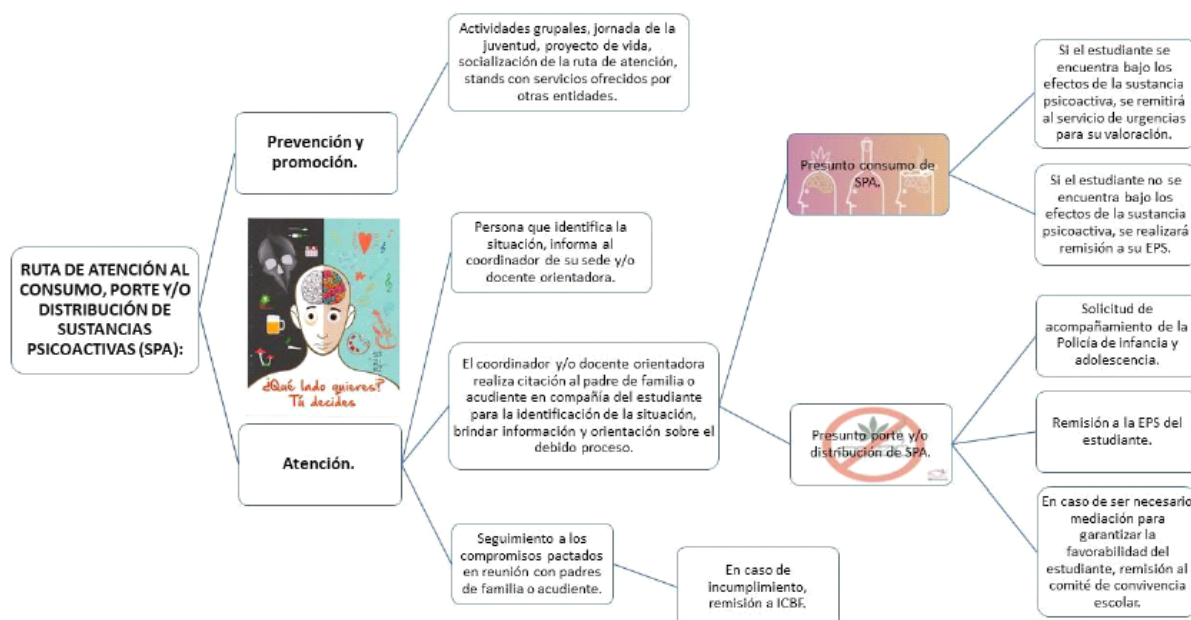 RUTA DE ATENCIÓN AL
CONSUMO, PORTE Y/O
DISTRIBUCIÓN DE
SUSTANCIAS
PSICOACTIVAS (SPA):
Prevención y
promoción.
Actividades grupales, jornada de la
juventud, proyecto de vida,
socialización de la ruta de atención,
stands con servicios ofrecidos por
otras entidades.
¿Qué lado quieres?
Tú decides
Atención.
Persona que identifica la
situación, informa al
coordinador de su sede y/o
docente orientadora.
El coordinador y/o docente orientadora
realiza citación al padre de familia o
acudiente en compañía del estudiante
para la identificación de la situación,
brindar información y orientación sobre el
debido proceso.
Presunto consumo de
SPA.
Si el estudiante se
encuentra bajo los
efectos de la sustancia
psicoactiva, se remitirá
al servicio de urgencias
para su valoración.
Si el estudiante no se
encuentra bajo los
efectos de la sustancia
psicoactiva, se realizará
remisión a su EPS.
Presunto porte y/o
distribución de SPA.
Solicitud de
acompañamiento de la
Policía de infancia y
adolescencia.
Remisión a la EPS del
estudiante.
En caso de ser necesario
mediación para
garantizar la
favorabilidad del
estudiante, remisión al
comité de convivencia
escolar.
Seguimiento a los
compromisos pactados
en reunión con padres
de familia o acudiente.
En caso de
incumplimiento,
remisión a ICBF.